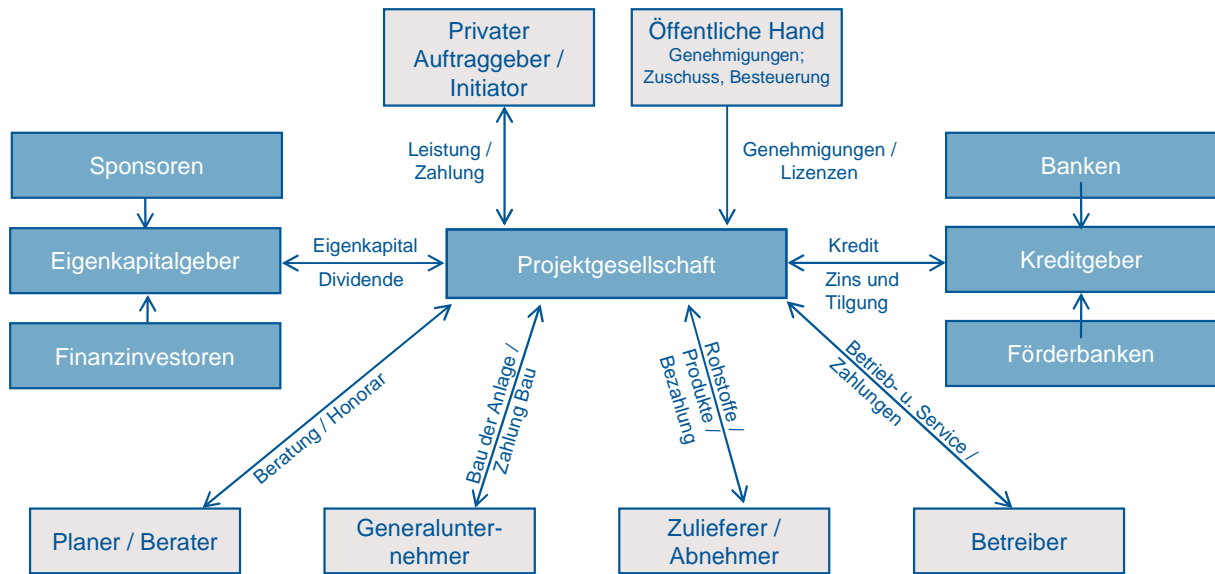 Privater
Auftraggeber /
Initiator
Öffentliche Hand
Genehmigungen;
Zuschuss, Besteuerung
Leistung /
Zahlung
Genehmigungen /
Lizenzen
Sponsoren
Banken
Eigenkapitalgeber
Eigenkapital
Dividende
Projektgesellschaft
Kredit
Zins und
Tilgung
Kreditgeber
Finanzinvestoren
Förderbanken
Beratung / Honorar
Bau der Anlage /
Zahlung Bau
Rohstoffe /
Produkte /
Bezahlung
Betrieb- u. Service /
Zahlungen
Planer / Berater
Generalunter-
nehmer
Zulieferer /
Abnehmer
Betreiber